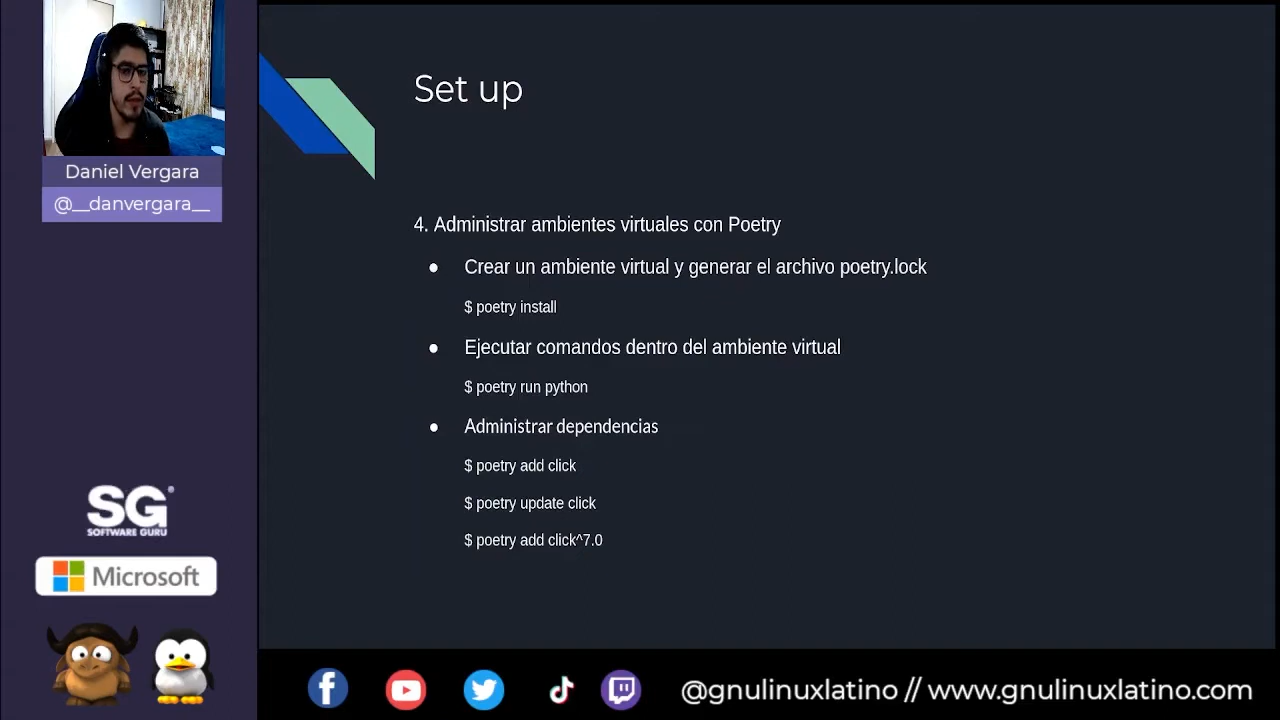 Daniel Vergara
@__danvergara__
SG
SOFTWARE GURU
Microsoft
Set up
4. Administrar ambientes virtuales con Poetry
● Crear un ambiente virtual y generar el archivo poetry.lock
$ poetry install
● Ejecutar comandos dentro del ambiente virtual
$ poetry run python
● Administrar dependencias
$ poetry add click
$ poetry update click
$ poetry add click^7.0
@gnulinuxlatino // www.gnulinuxlatino.com